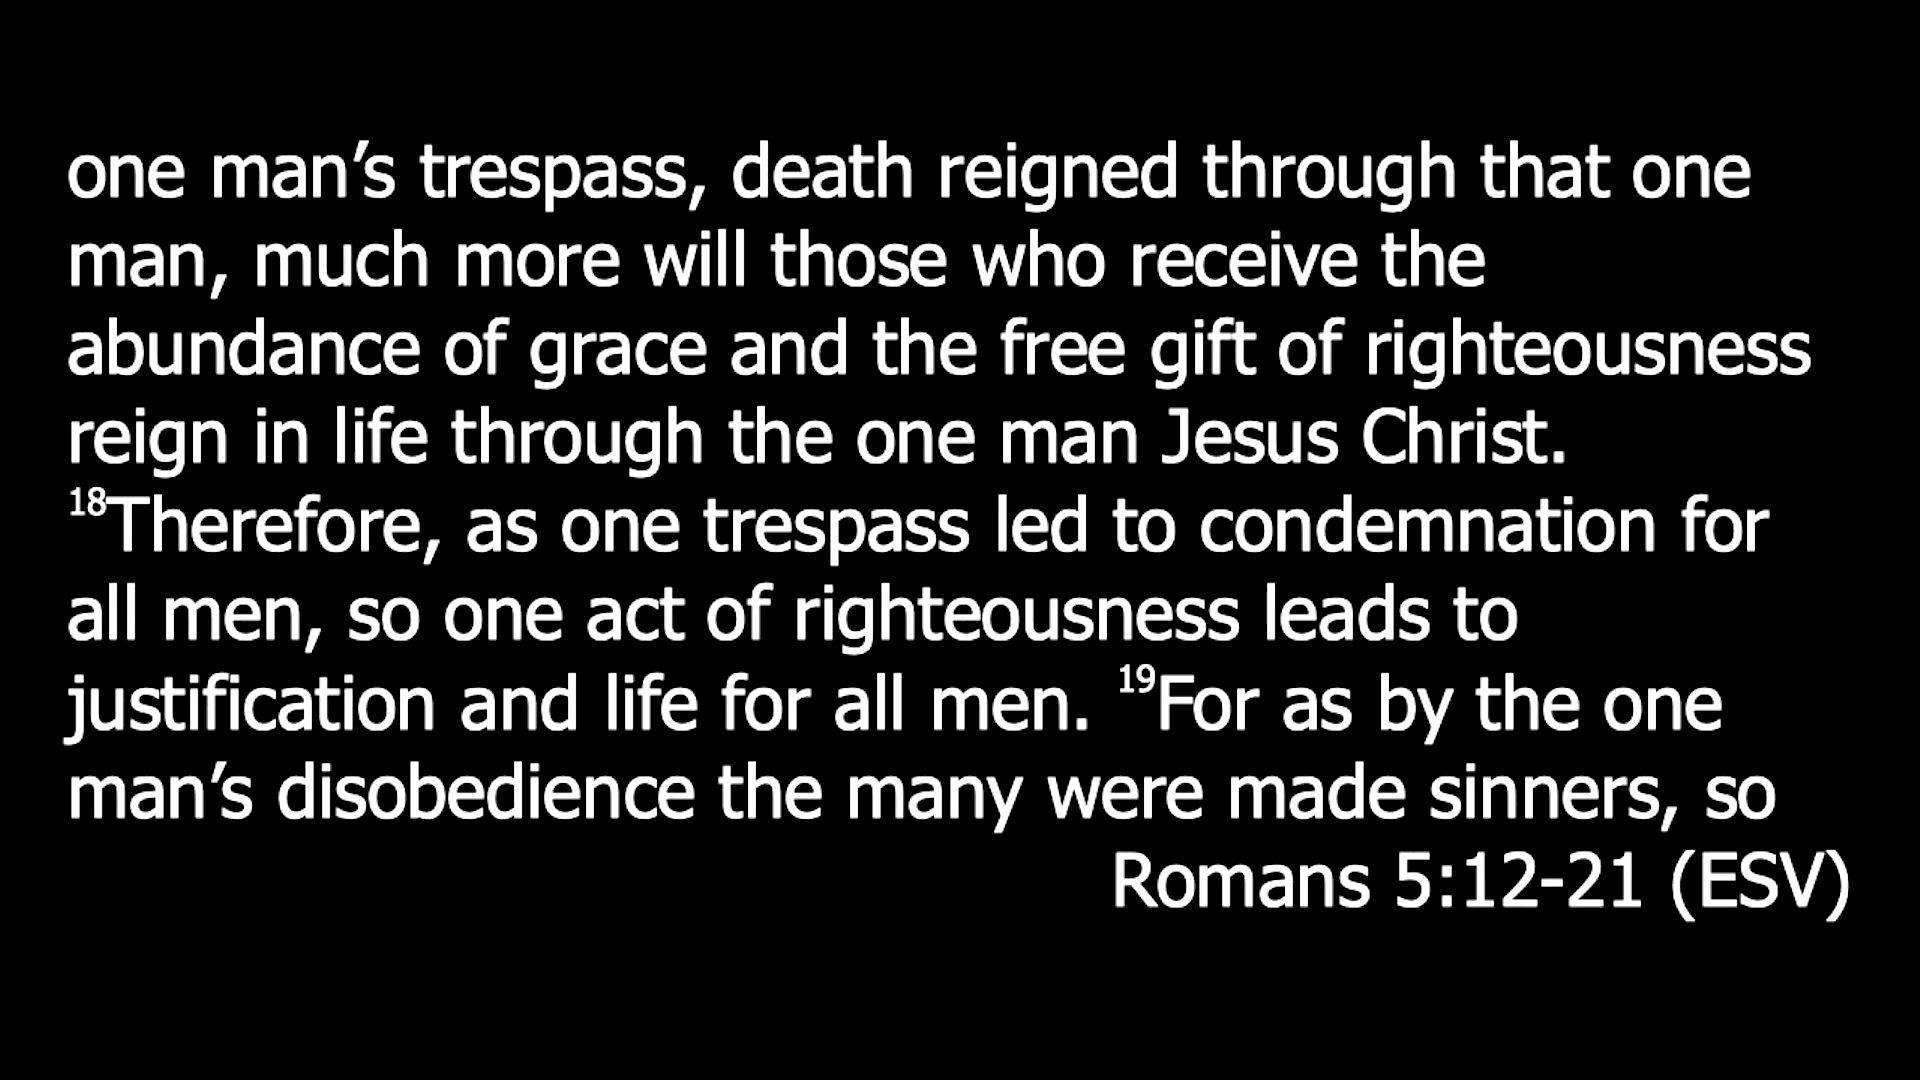 one man’s trespass, death reigned through that one
man, much more will those who receive the
abundance of grace and the free gift of righteousness
reign in life through the one man Jesus Christ.
18Therefore, as one trespass led to condemnation for
all men, so one act of righteousness leads to
justification and life for all men. 19For as by the one
man’s disobedience the many were made sinners, so
Romans 5:12-21 (ESV)